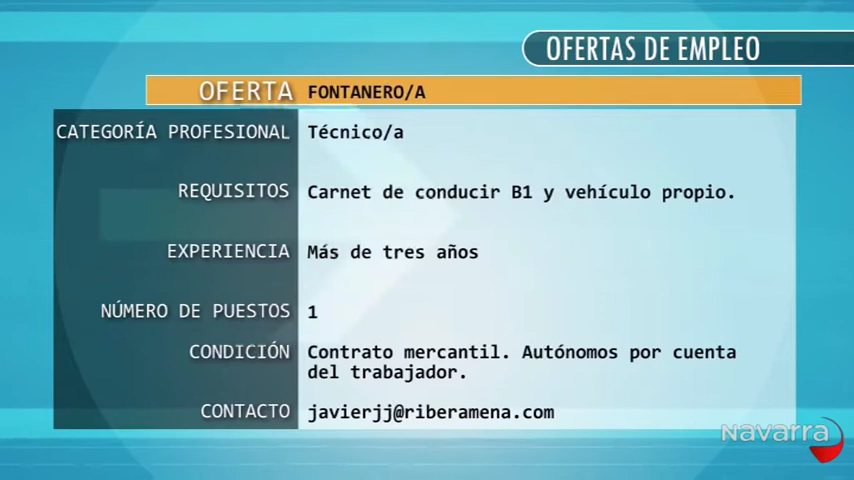 OFERTAS DE EMPLEO
OFERTA FONTANERO/A
CATEGORÍA PROFESIONAL Técnico/a
REQUISITOS Carnet de conducir B1 y vehículo propio.
EXPERIENCIA Más de tres años
NÚMERO DE PUESTOS 1
CONDICIÓN Contrato mercantil. Autónomos por cuenta
del trabajador.
CONTACTO javierjj@riberamena.com
Navarra